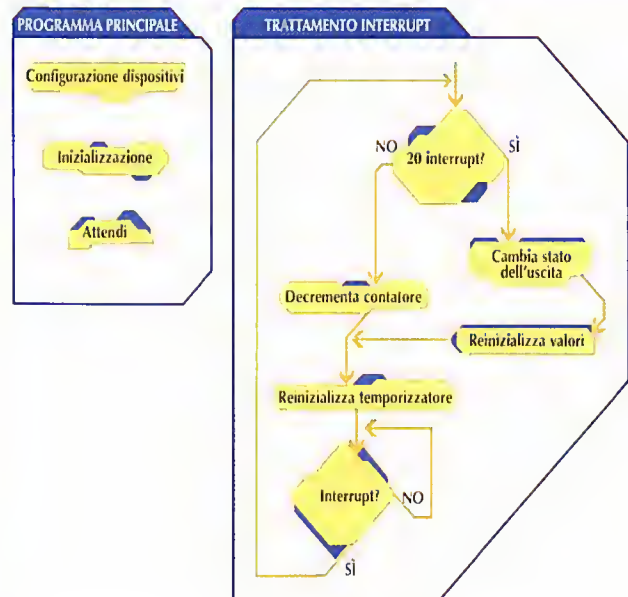 PROGRAMMA PRINCIPALE
Configurazione dispositivi
Inizializzazione
Attendi
TRATTAMENTO INTERRUPT
NO
20 interrupt?
SÌ
Cambia stato
dell'uscita
Decrementa contatore
Reinizializza valori
Reinizializza temporizzatore
Interrupt?
NO
SÌ